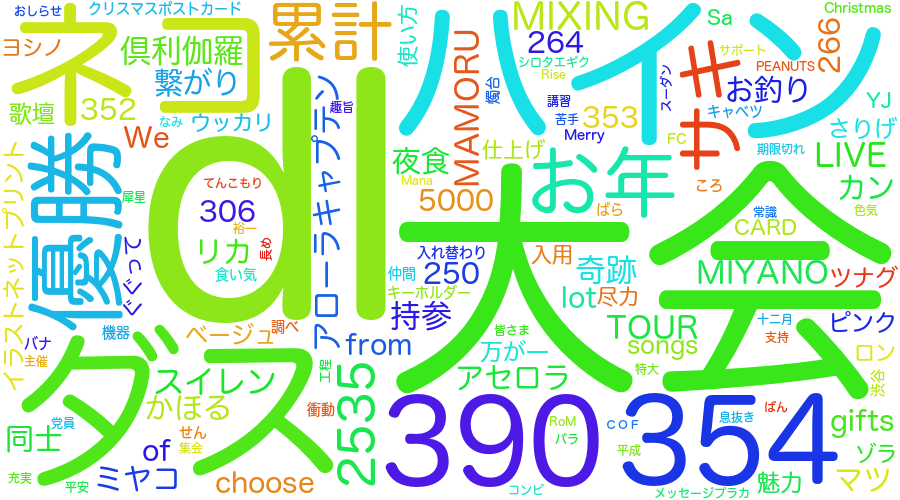 おしらせ
クリスマスポストカード
累計
MIXING
Christmas
ヨシノ
ネコ
倶利伽羅
使い方
ハイン
264
Sa
サポート
266
シロタエギク
Rise
PEANUTS
繋がり
MAMORU
燭台
スーダン
サキ
お釣り
歌壇
352
趣旨
講習
353
キャベツ
YJ
We
なみ
ウッカリ
苦手
Merry
FC
さりげ
アローラキャプテン
夜食
仕上げ
期限切れ
LIVE
優勝
dl
大会
お年
Mana
てんこもり
犀星
5000
ころ
カン
306
裕一
ばら
常識
色気
CARD
リカ
長め
入れ替わり
入用
ぐぐって
食い気
仲間
250
奇跡
MIYANO
ツナグ
イラストネットプリント
キーホルダー
lot
尽力
機器
ベージュ
調べ
持参
皆さま
TOUR
十二月
ピンク
バナ
主催
from
万が一
songs
支持
ロン
ダス
スイレン
工程
アセロラ
特大
渋谷
かほる
衝動
2535
390
354
ばん
息抜き
gifts
党員
同士
せん
of
集会
RoM
バラ
COF
平成
ゾラ
充実
平安
ミヤコ
choose
コンビ
メッセージプラカ
魅力
マツ